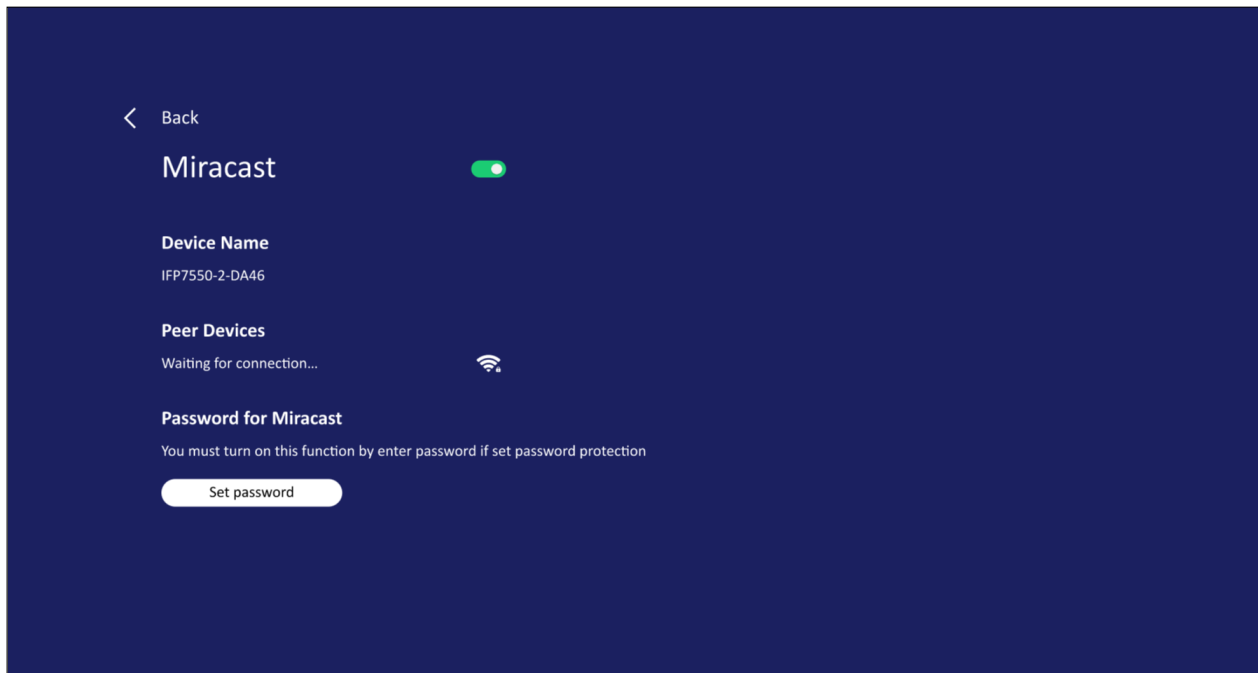 Back
Miracast
Device Name
IFP7550-2-DA46
Peer Devices
Waiting for connection...
Password for Miracast
You must turn on this function by enter password if set password protection
Set password